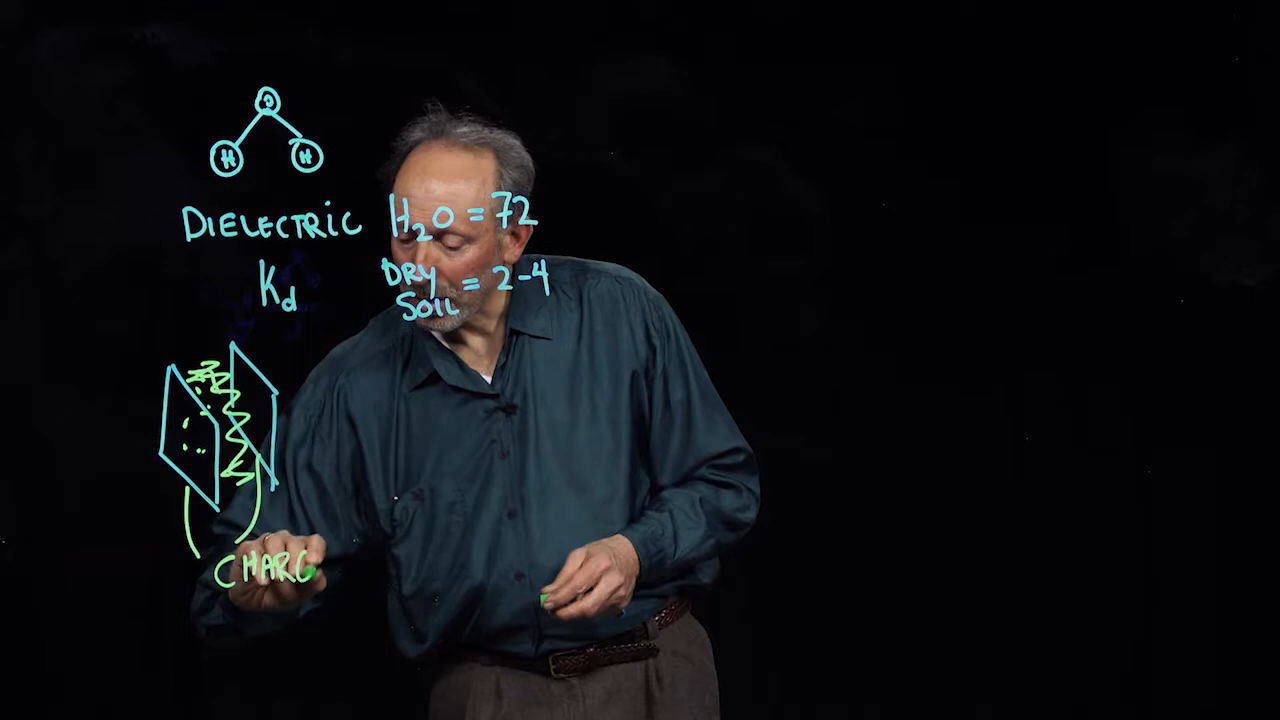 O
H H
DIELECTRIC
Kd
H2O = 72
DRY SOIL = 2-4
CHARG